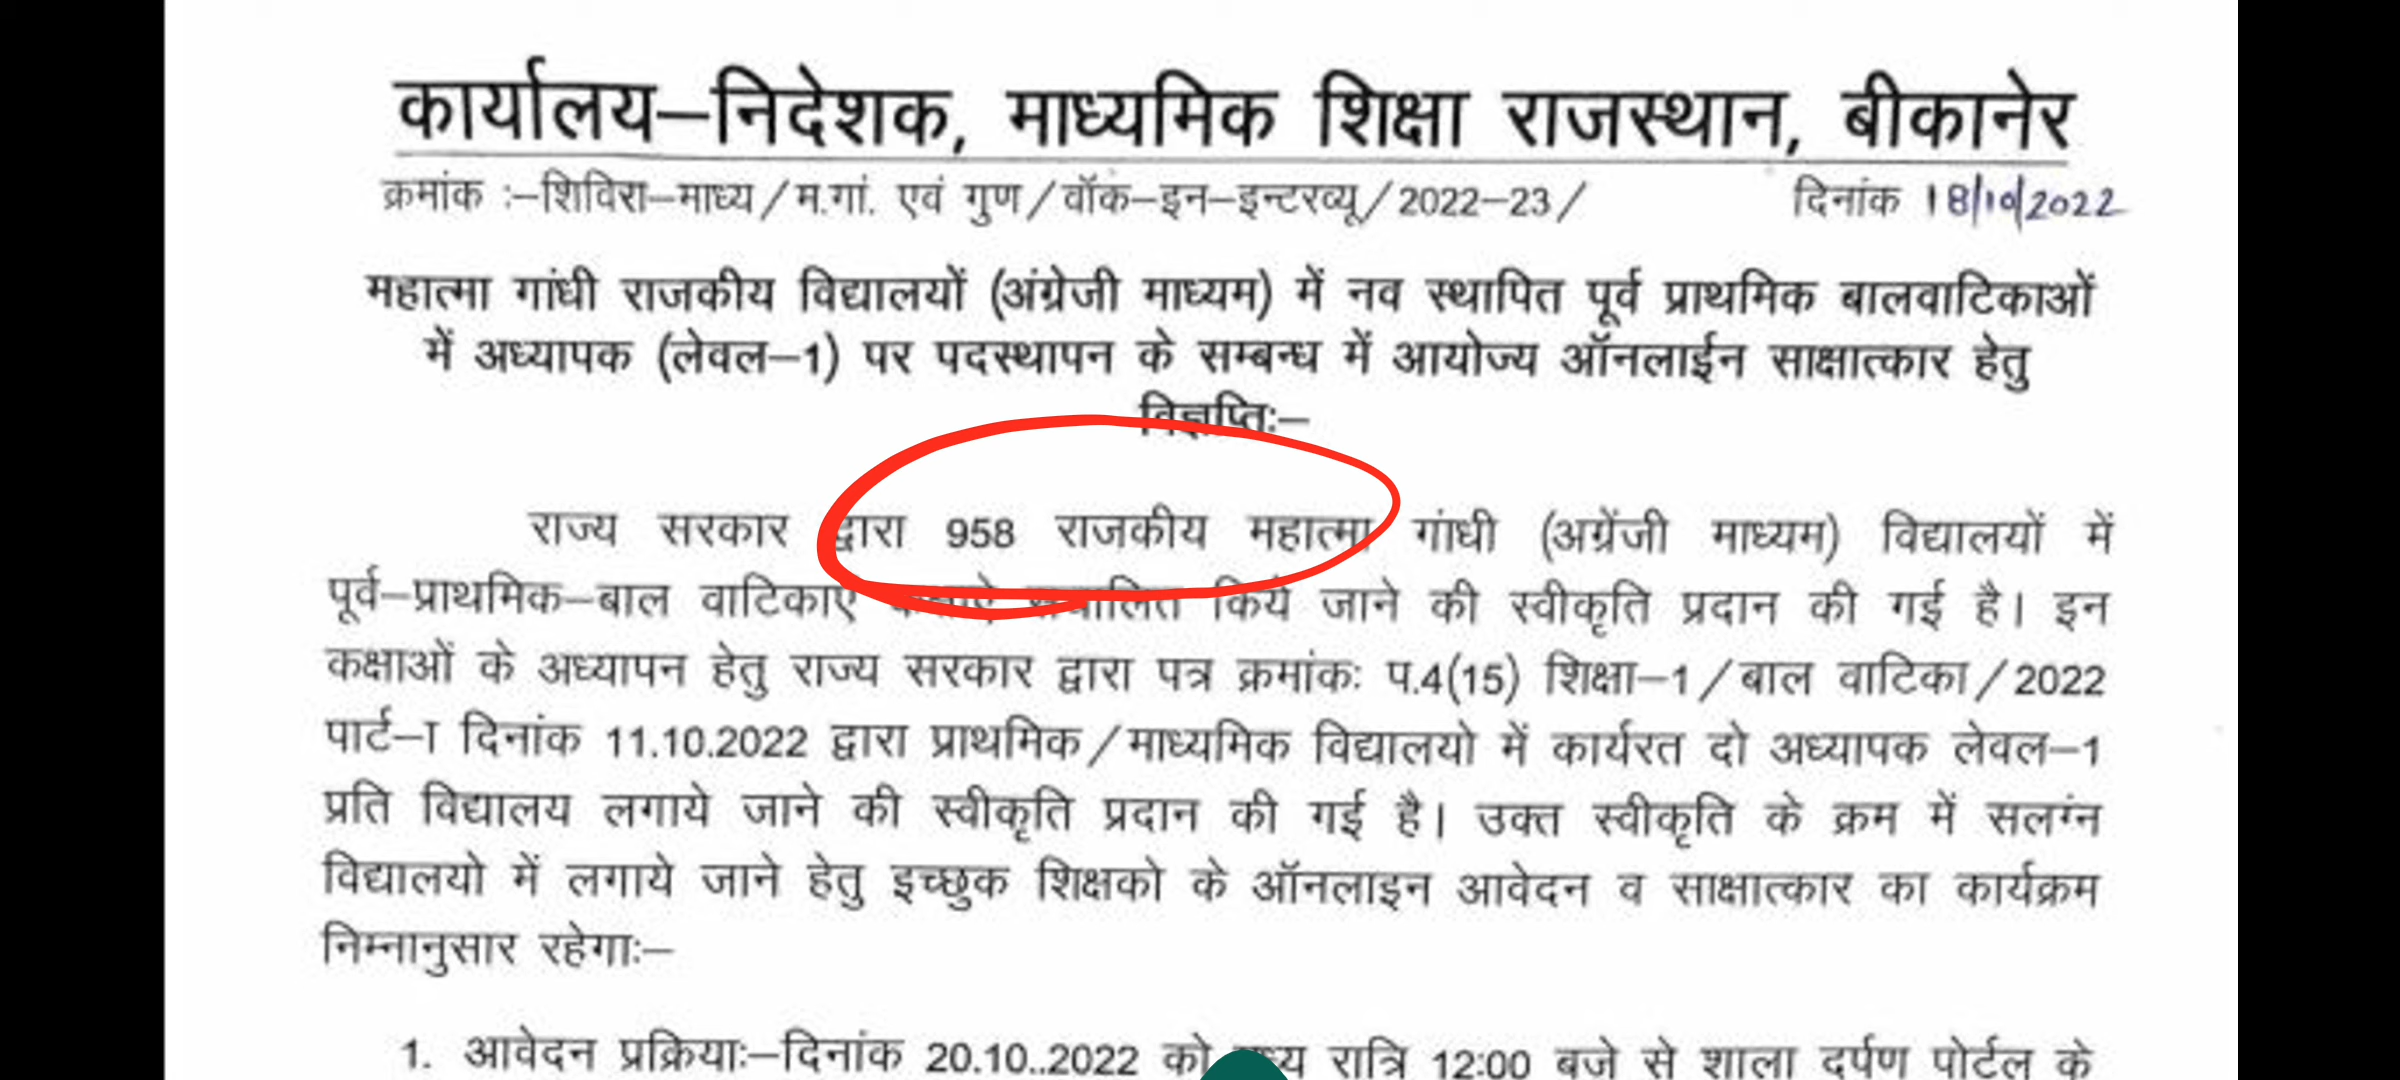 कार्यालय–निदेशक, माध्यमिक शिक्षा राजस्थान, बीकानेर
क्रमांक :–शिविरा–माध्य/म.गां. एवं गुण/वॉक–इन–इन्टरव्यू/2022–23/ दिनांक 18/10/2022
महात्मा गांधी राजकीय विद्यालयों (अंग्रेजी माध्यम) में नव स्थापित पूर्व प्राथमिक बालवाटिकाओं
में अध्यापक (लेवल–1) पर पदस्थापन के सम्बन्ध में आयोज्य ऑनलाईन साक्षात्कार हेतु
विज्ञप्तिः–
राज्य सरकार द्वारा 958 राजकीय महात्मा गांधी (अग्रेंजी माध्यम) विद्यालयों में
पूर्व–प्राथमिक–बाल वाटिकाऐं किये जाने की स्वीकृति प्रदान की गई है। इन
कक्षाओं के अध्यापन हेतु राज्य सरकार द्वारा पत्र क्रमांकः प.4(15) शिक्षा–1/बाल वाटिका/2022
पार्ट–I दिनांक 11.10.2022 द्वारा प्राथमिक/माध्यमिक विद्यालयो में कार्यरत दो अध्यापक लेवल–1
प्रति विद्यालय लगाये जाने की स्वीकृति प्रदान की गई है। उक्त स्वीकृति के क्रम में सलग्ंन
विद्यालयो में लगाये जाने हेतु इच्छुक शिक्षको के ऑनलाइन आवेदन व साक्षात्कार का कार्यक्रम
निम्नानुसार रहेगाः–
1. आवेदन प्रक्रियाः–दिनांक 20.10..2022 को रात्रि 12:00 बजे से शाला दर्पण पोर्टल के